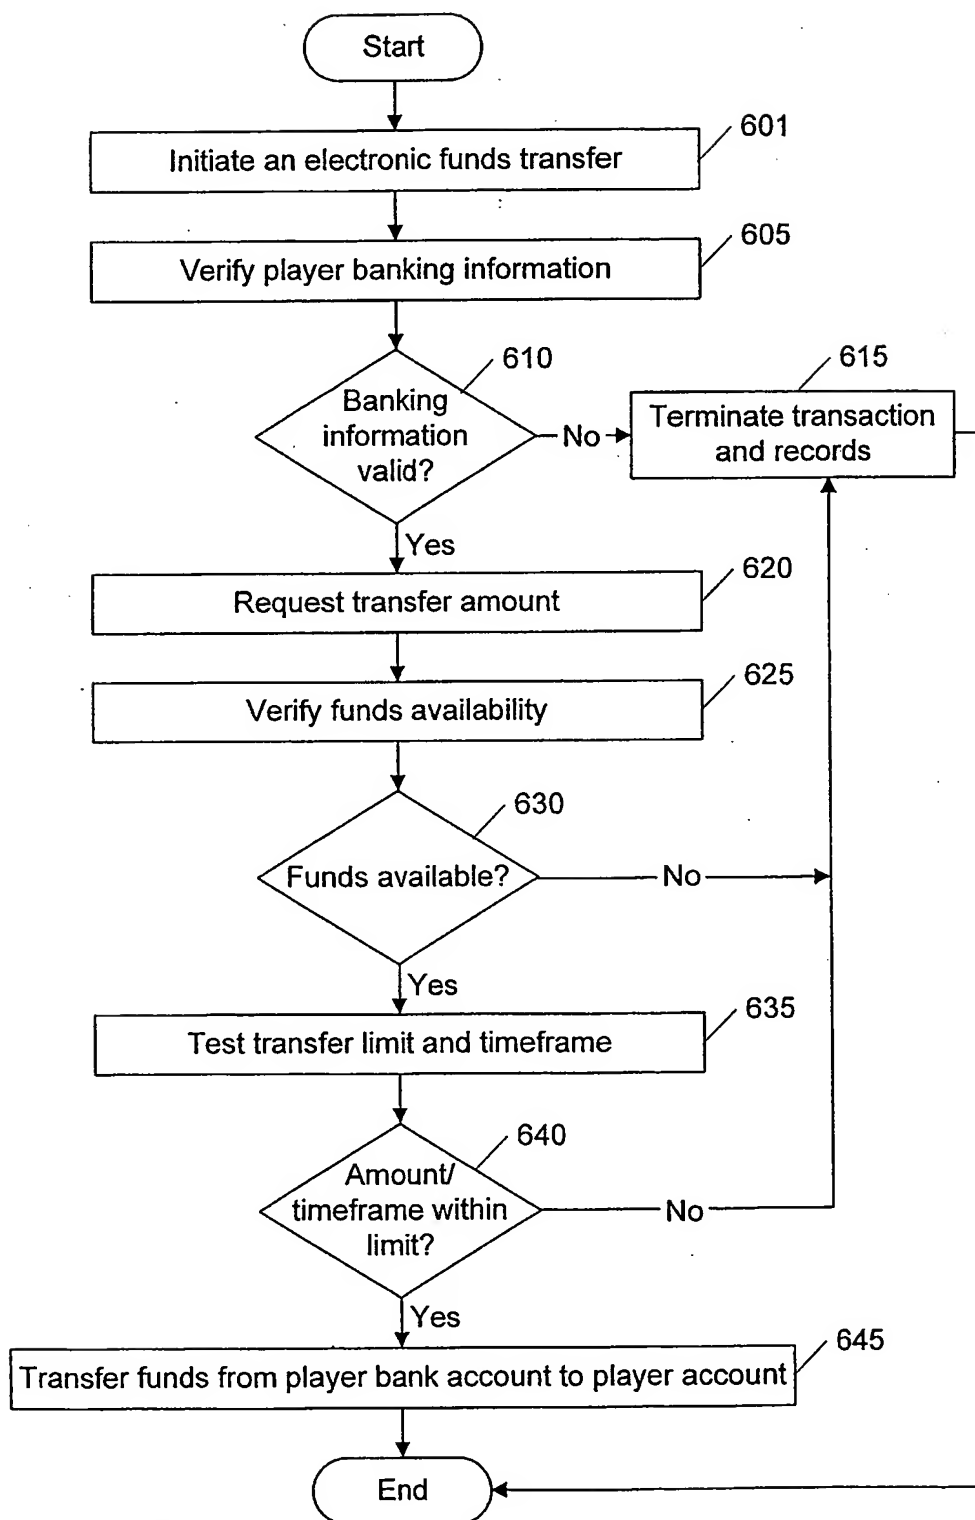 Start
601
Initiate an electronic funds transfer
605
Verify player banking information
610
615
Banking
information
valid?
No
Terminate transaction
and records
Yes
620
Request transfer amount
625
Verify funds availability
630
Funds available?
No
Yes
635
Test transfer limit and timeframe
640
Amount/
timeframe within
limit?
No
Yes
645
Transfer funds from player bank account to player account
End